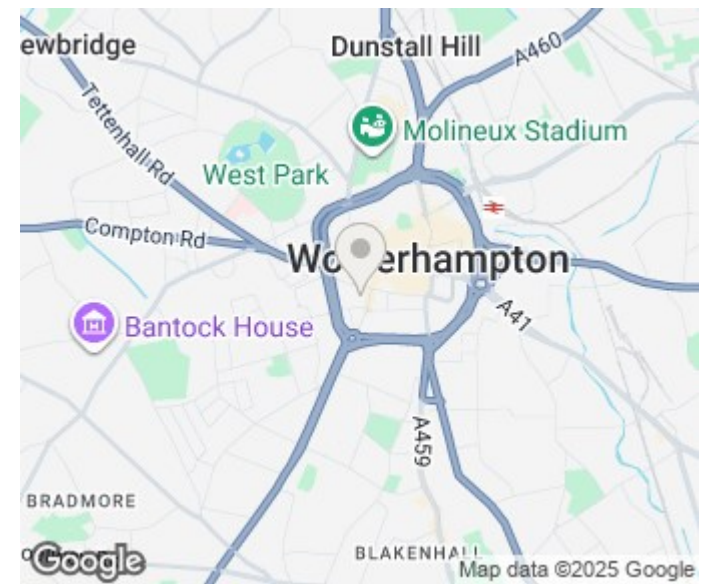 ewbridge
Dunstall Hill
A460
Tettenhall Rd
Molineux Stadium
West Park
Compton Rd
Wo erhampton
Bantock House
A41
A459
BRADMORE
BLAKENHALL
Google
Map data ©2025 Google